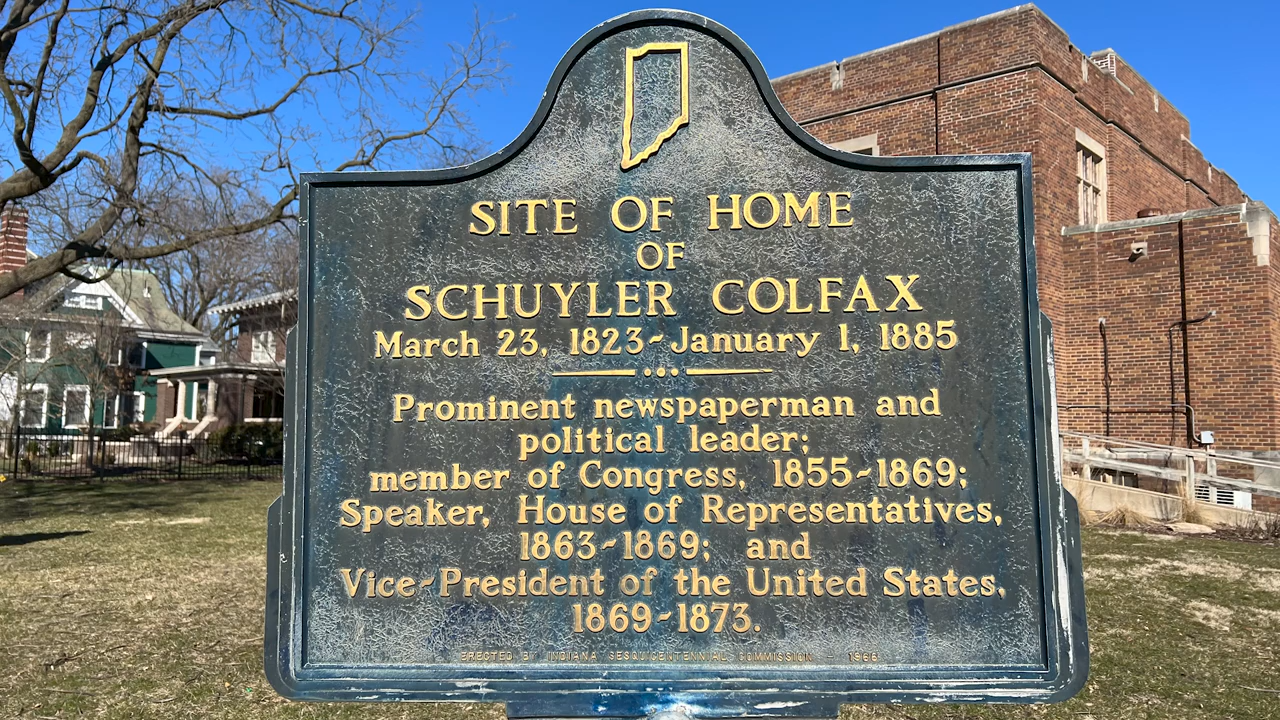 SITE OF HOME
OF
SCHUYLER COLFAX
March 23, 1823~January 1, 1885
Prominent newspaperman and
political leader;
member of Congress, 1855~1869;
Speaker, House of Representatives,
1863~1869; and
Vice~President of the United States,
1869~1873.
ERECTED BY INDIANA SESQUICENTENNIAL COMMISSION 1966